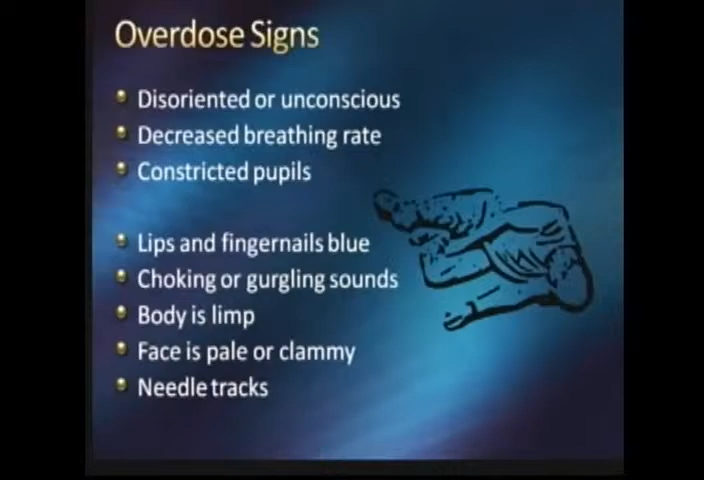 Overdose Signs
Disoriented or unconscious
Decreased breathing rate
Constricted pupils
Lips and fingernails blue
Choking or gurgling sounds
Body is limp
Face is pale or clammy
Needle tracks